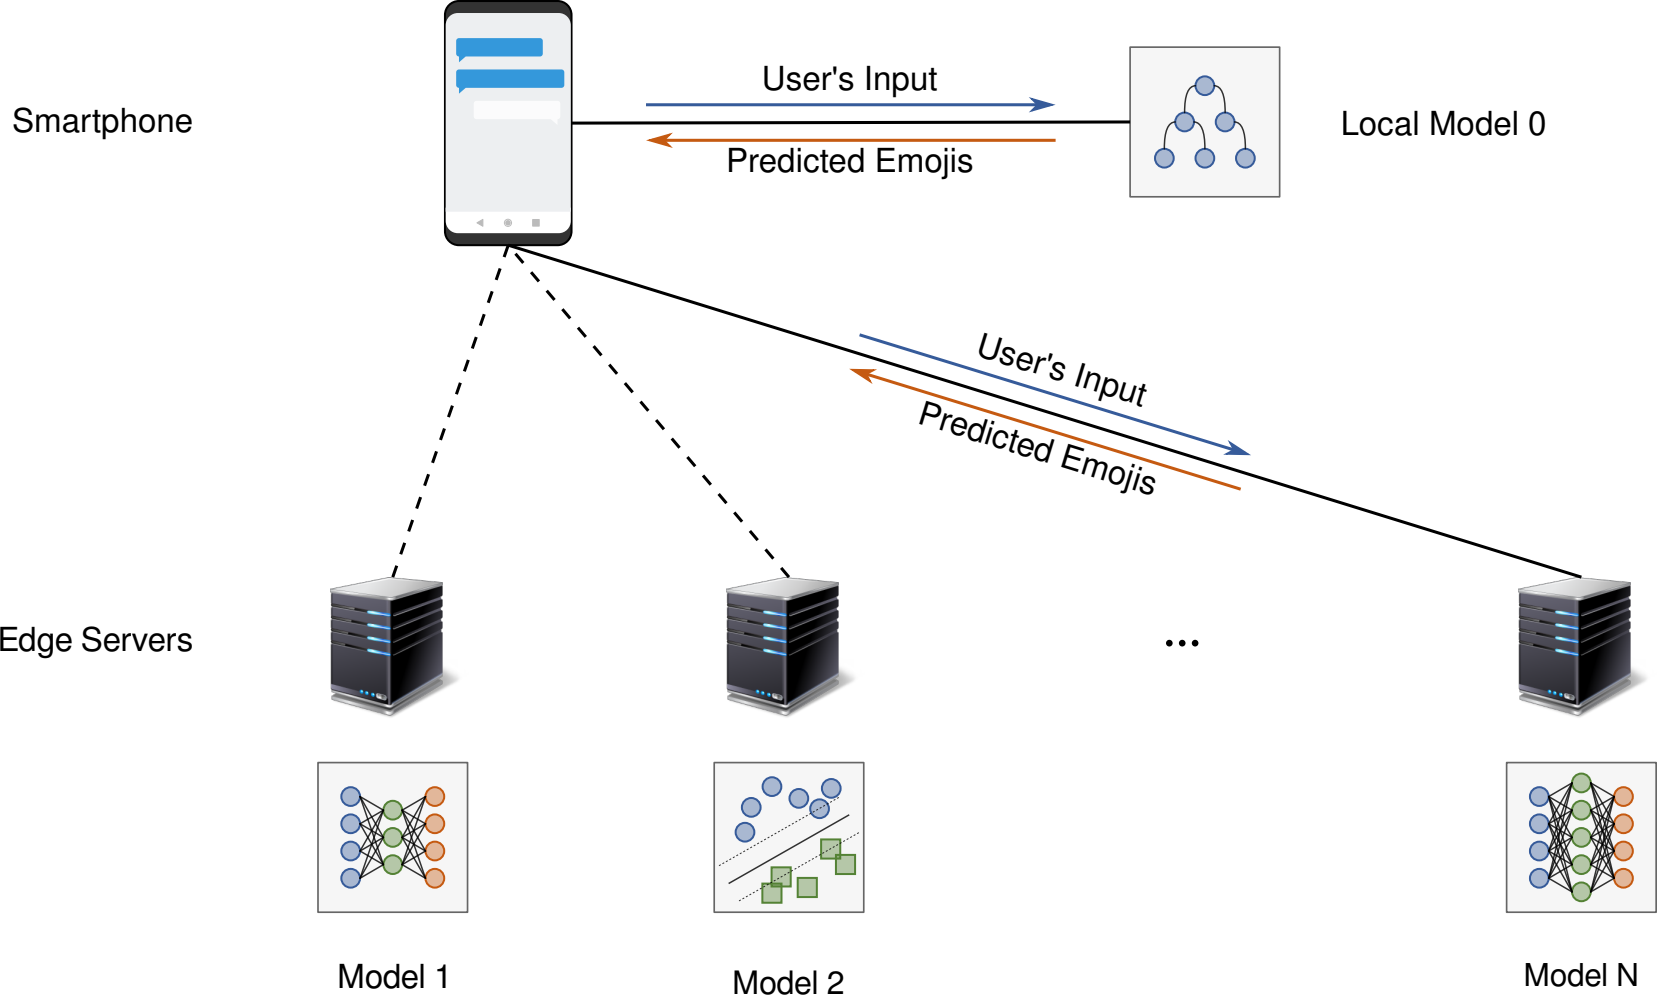 User's Input
Smartphone
Local Model 0
Predicted Emojis
User's Input
Predicted Emojis
Edge Servers
...
Model 1
Model 2
Model N